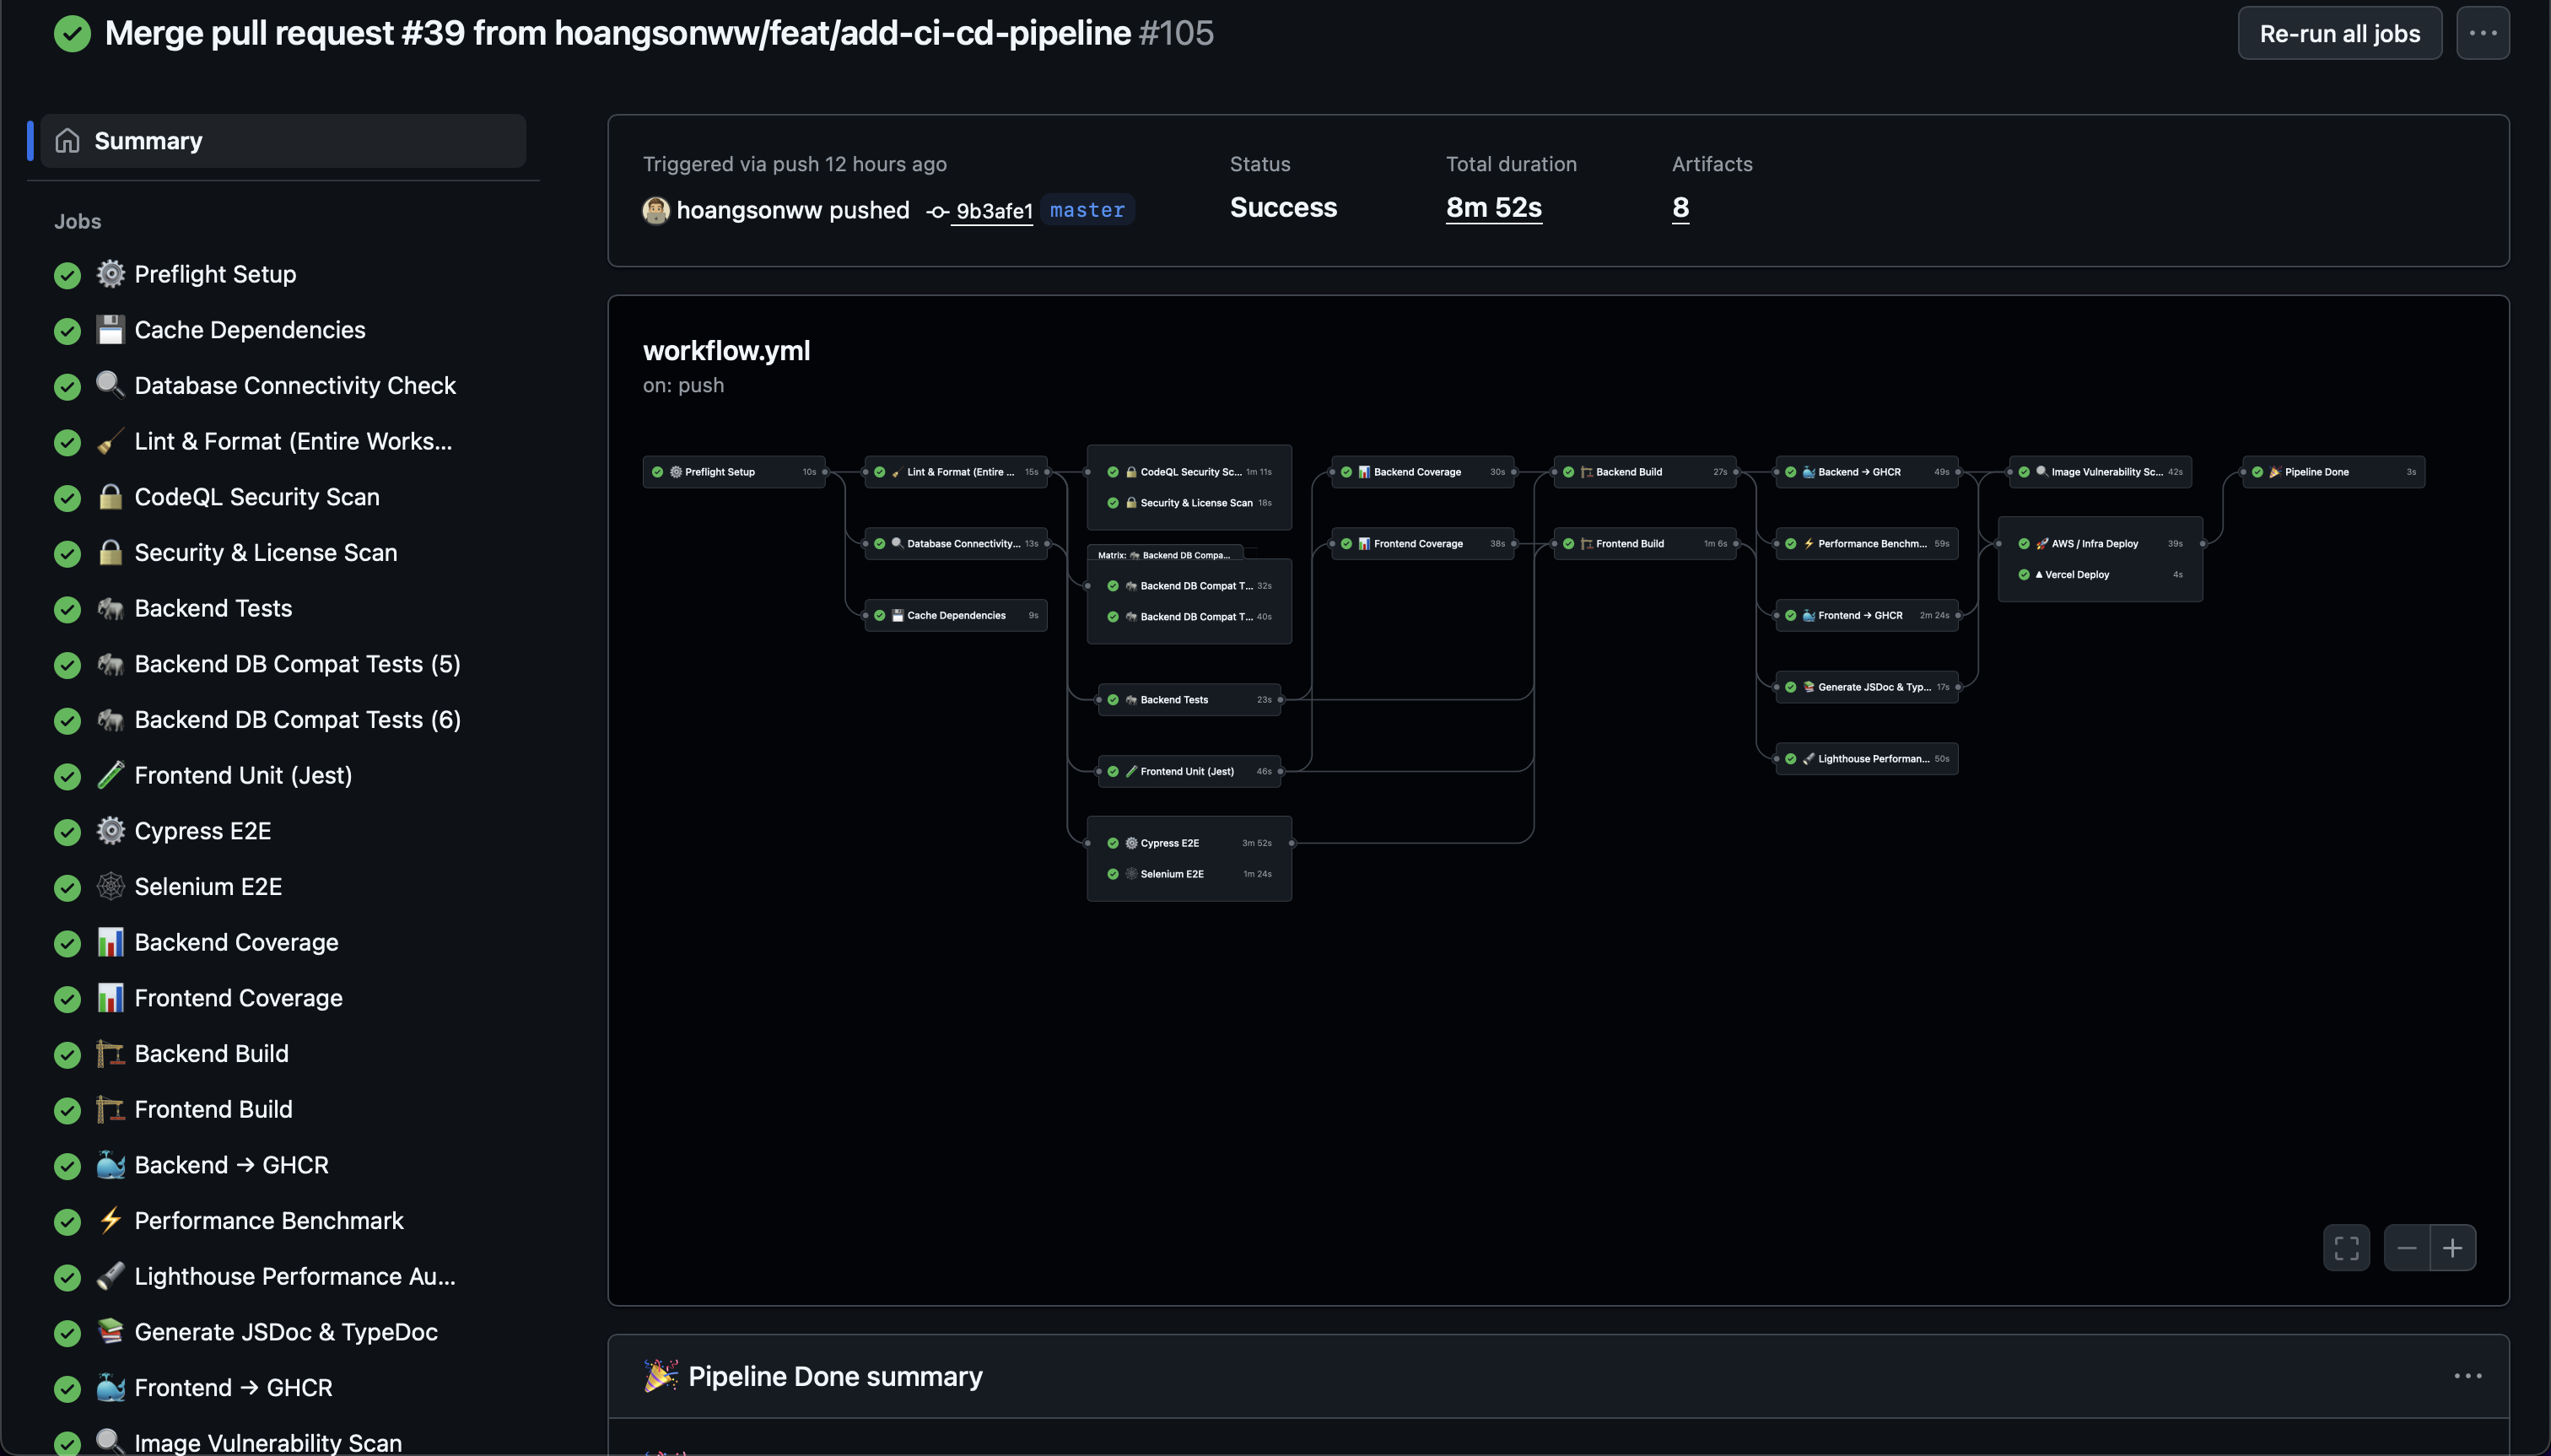 Merge pull request #39 from hoangsonww/feat/add-ci-cd-pipeline #105
Re-run all jobs
Summary
Jobs
Preflight Setup
Cache Dependencies
Database Connectivity Check
Lint & Format (Entire Works...
CodeQL Security Scan
Security & License Scan
Backend Tests
Backend DB Compat Tests (5)
Backend DB Compat Tests (6)
Frontend Unit (Jest)
Cypress E2E
Selenium E2E
Backend Coverage
Frontend Coverage
Backend Build
Frontend Build
Backend → GHCR
Performance Benchmark
Lighthouse Performance Au...
Generate JSDoc & TypeDoc
Frontend → GHCR
Image Vulnerability Scan
Triggered via push 12 hours ago
hoangsonww pushed 9b3afe1 master
Status
Success
Total duration
8m 52s
Artifacts
8
workflow.yml
on: push
Preflight Setup 10s
Lint & Format (Entire ... 15s
Database Connectivity... 13s
Cache Dependencies 9s
CodeQL Security Sc... 1m 11s
Security & License Scan 18s
Matrix: Backend DB Compa...
Backend DB Compat T... 32s
Backend DB Compat T... 40s
Backend Tests 23s
Frontend Unit (Jest) 46s
Cypress E2E 3m 52s
Selenium E2E 1m 24s
Backend Coverage 30s
Frontend Coverage 38s
Backend Build 27s
Frontend Build 1m 6s
Backend → GHCR 49s
Performance Benchm... 59s
Frontend → GHCR 2m 24s
Generate JSDoc & Typ... 17s
Lighthouse Performan... 50s
Image Vulnerability Sc... 42s
AWS / Infra Deploy 39s
Vercel Deploy 4s
Pipeline Done 3s
Pipeline Done summary